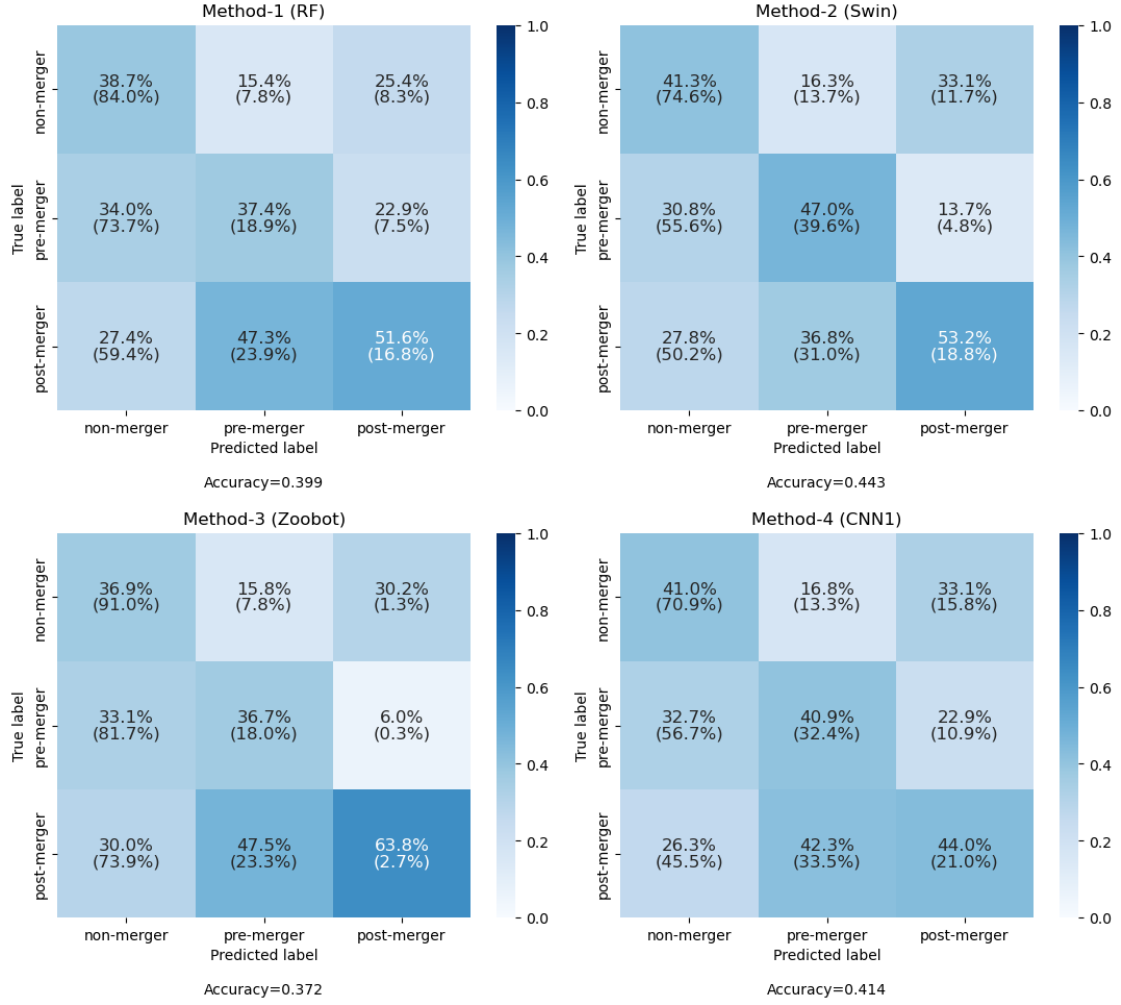 Method-1 (RF)
True label
non-merger
pre-merger
post-merger
38.7%
(84.0%)
15.4%
(7.8%)
25.4%
(8.3%)
34.0%
(73.7%)
37.4%
(18.9%)
22.9%
(7.5%)
27.4%
(59.4%)
47.3%
(23.9%)
51.6%
(16.8%)
non-merger
pre-merger
post-merger
Predicted label
Accuracy=0.399
1.0
0.8
0.6
0.4
0.2
0.0
Method-2 (Swin)
True label
non-merger
pre-merger
post-merger
41.3%
(74.6%)
16.3%
(13.7%)
33.1%
(11.7%)
30.8%
(55.6%)
47.0%
(39.6%)
13.7%
(4.8%)
27.8%
(50.2%)
36.8%
(31.0%)
53.2%
(18.8%)
non-merger
pre-merger
post-merger
Predicted label
Accuracy=0.443
1.0
0.8
0.6
0.4
0.2
0.0
Method-3 (Zoobot)
True label
non-merger
pre-merger
post-merger
36.9%
(91.0%)
15.8%
(7.8%)
30.2%
(1.3%)
33.1%
(81.7%)
36.7%
(18.0%)
6.0%
(0.3%)
30.0%
(73.9%)
47.5%
(23.3%)
63.8%
(2.7%)
non-merger
pre-merger
post-merger
Predicted label
Accuracy=0.372
1.0
0.8
0.6
0.4
0.2
0.0
Method-4 (CNN1)
True label
non-merger
pre-merger
post-merger
41.0%
(70.9%)
16.8%
(13.3%)
33.1%
(15.8%)
32.7%
(56.7%)
40.9%
(32.4%)
22.9%
(10.9%)
26.3%
(45.5%)
42.3%
(33.5%)
44.0%
(21.0%)
non-merger
pre-merger
post-merger
Predicted label
Accuracy=0.414
1.0
0.8
0.6
0.4
0.2
0.0